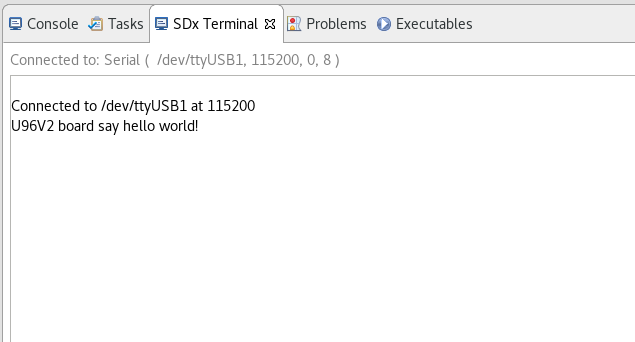 Console Tasks SDx Terminal Problems Executables
Connected to: Serial ( /dev/ttyUSB1, 115200, 0, 8 )
Connected to /dev/ttyUSB1 at 115200
U96V2 board say hello world!